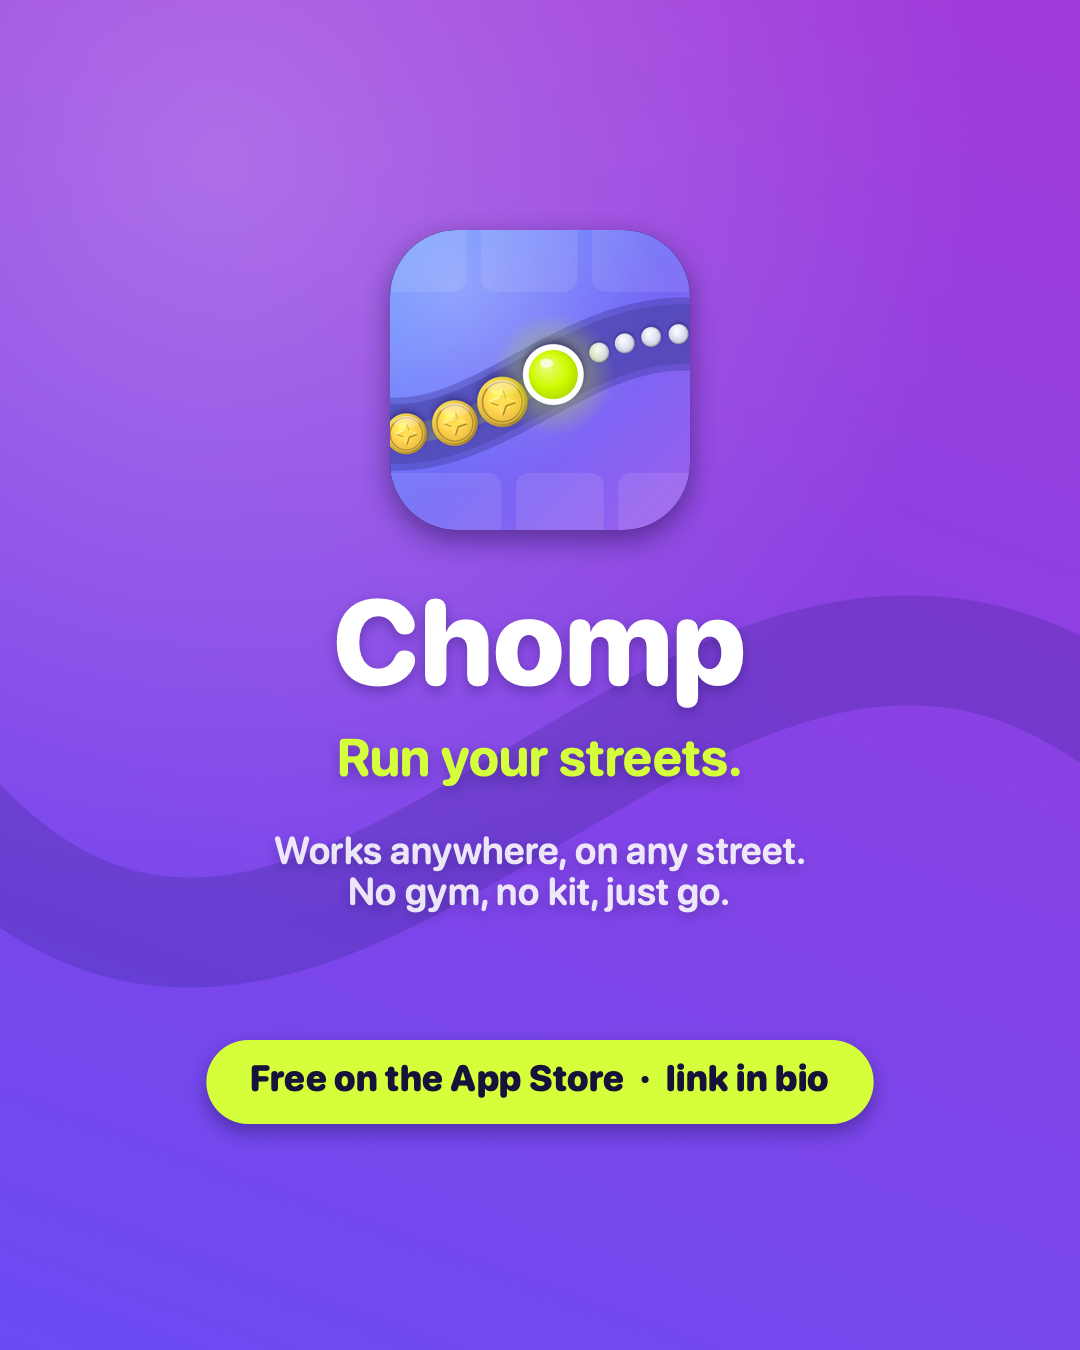 Chomp
Run your streets.
Works anywhere, on any street.
No gym, no kit, just go.
Free on the App Store · link in bio